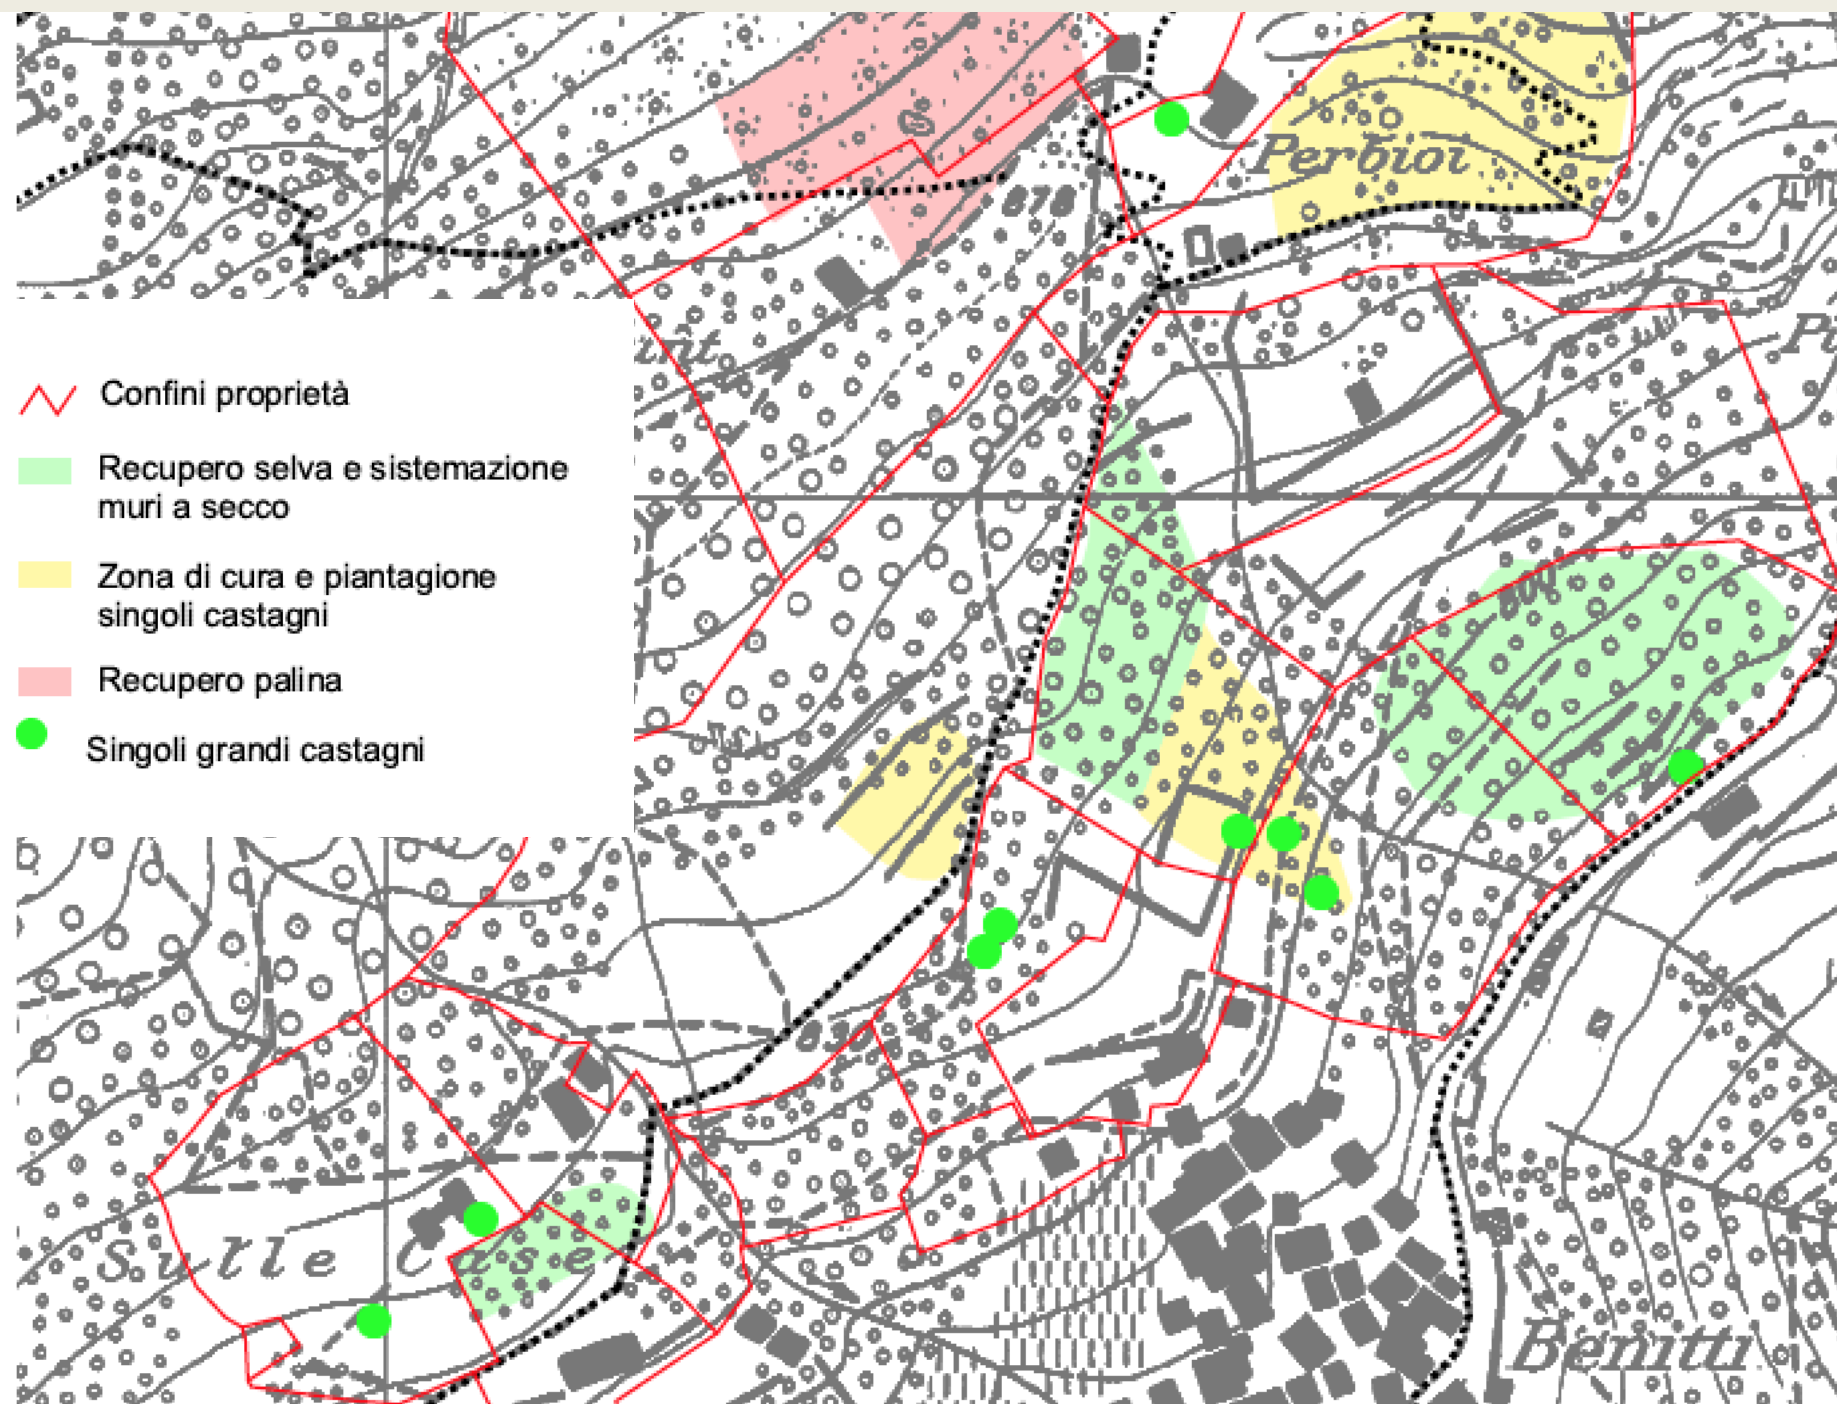 Perbioi
878
Confini proprietà
Recupero selva e sistemazione
muri a secco
Zona di cura e piantagione
singoli castagni
Recupero palina
Singoli grandi castagni
800
Sulle Case
Benitti